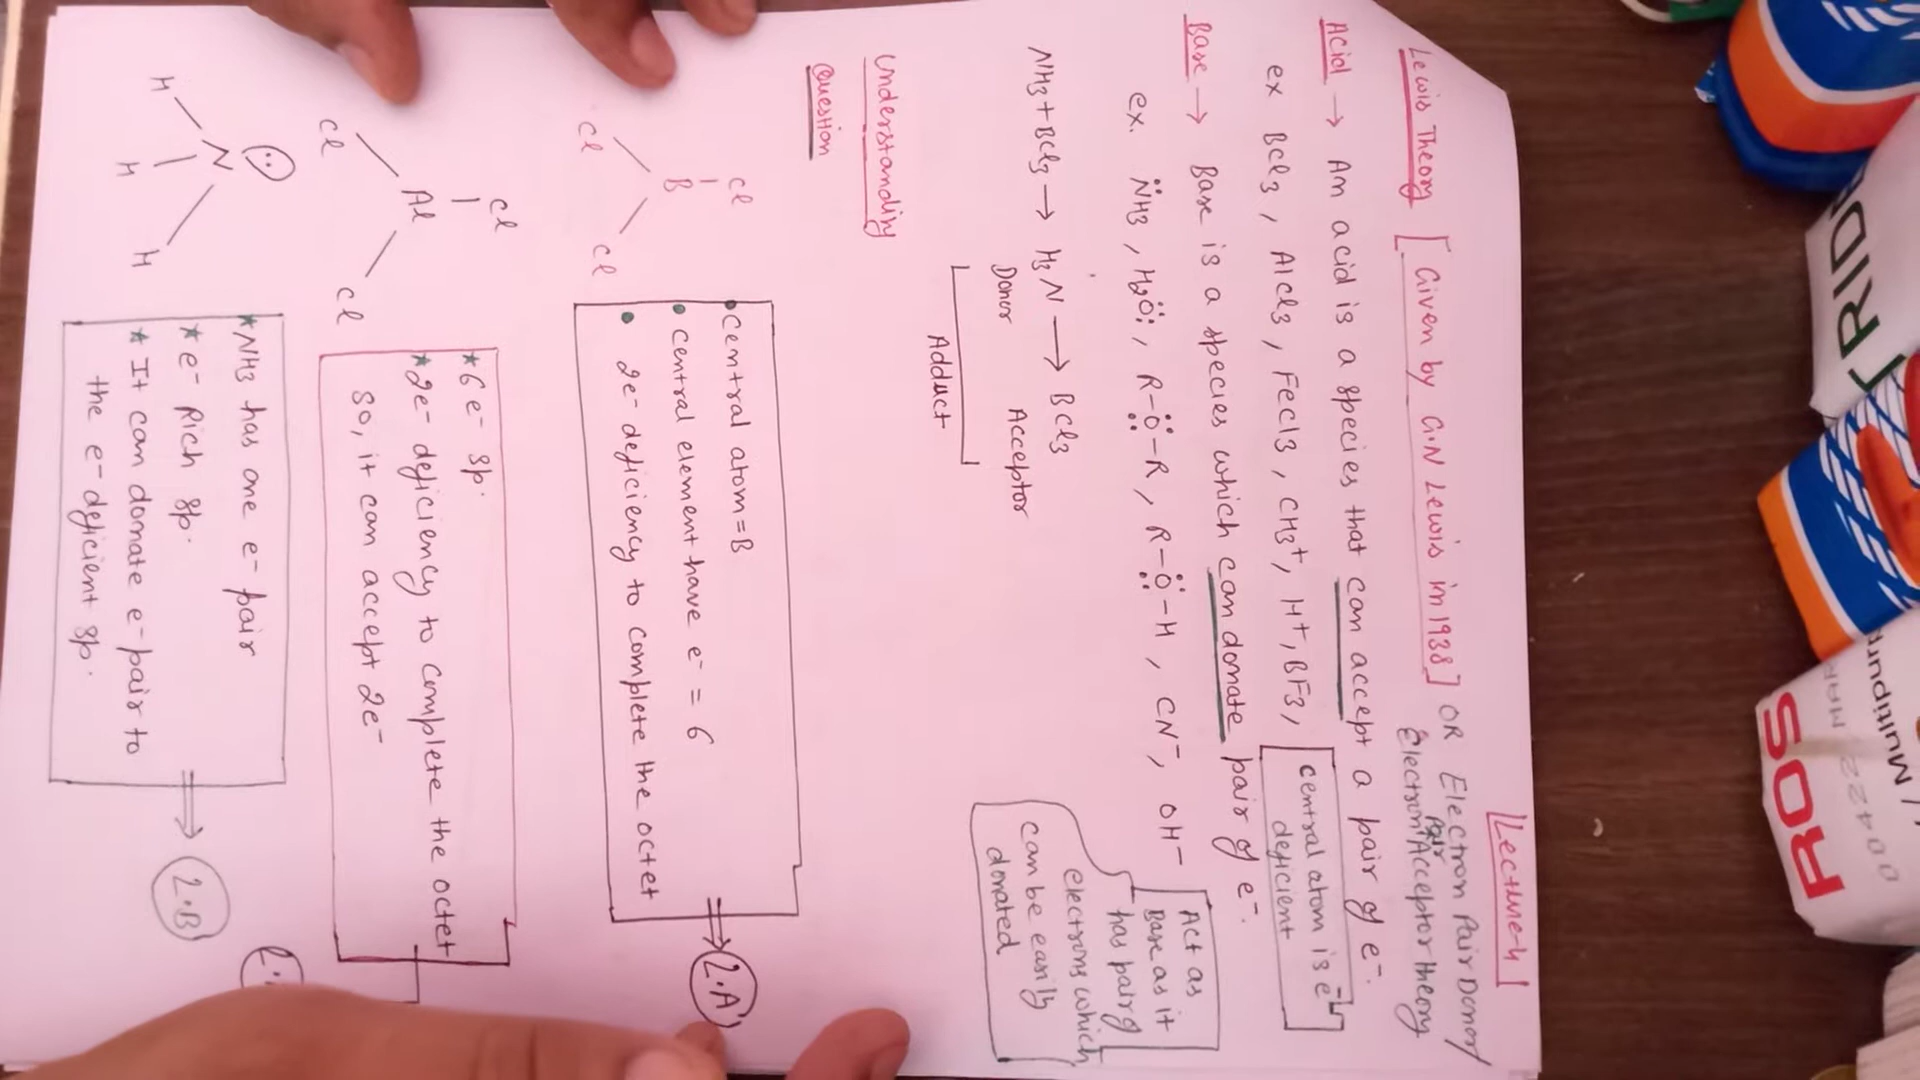 Lecture-4
Lewis Theory [Given by G.N Lewis in 1938] OR Electron Pair Donor/
Electron Pair Acceptor theory
Acid → An acid is a species that can accept a pair of e-.
ex BCl3, AlCl3, FeCl3, CH3+, H+, BF3,
central atom is e-
deficient
Base → Base is a species which can donate pair of e-.
ex. N̈H3, H2Ö:, R-Ö-R, R-Ö-H, CN-, OH-
Act as
Base as it
has pair of
electrons which
can be easily
donated
NH3 + BCl3 → H3N → BCl3
Donor Acceptor
Adduct
Understanding
Question
Cl
B
Cl Cl
• Central atom = B
• Central element have e- = 6
• 2e- deficiency to complete the octet
⇒ L.A
Cl
Al
Cl Cl
* 6 e- sp.
* 2e- deficiency to complete the octet
so, it can accept 2e-
N
H H H
* NH3 has one e- pair
* e- Rich sp.
* It can donate e- pair to
the e- deficient sp.
⇒ L.B
ROS